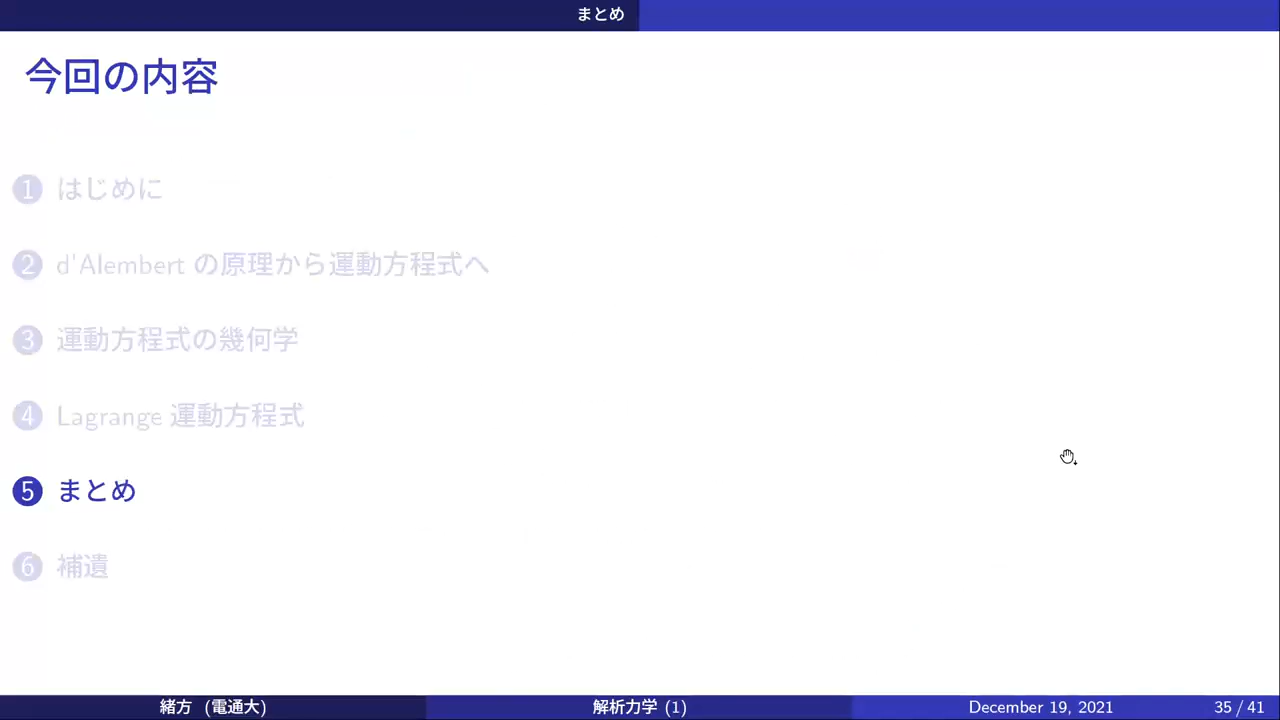 まとめ
今回の内容
1 はじめに
2 d'Alembert の原理から運動方程式へ
3 運動方程式の幾何学
4 Lagrange 運動方程式
5 まとめ
6 補遺
緒方 (電通大) 解析力学 (1) December 19, 2021 35 / 41